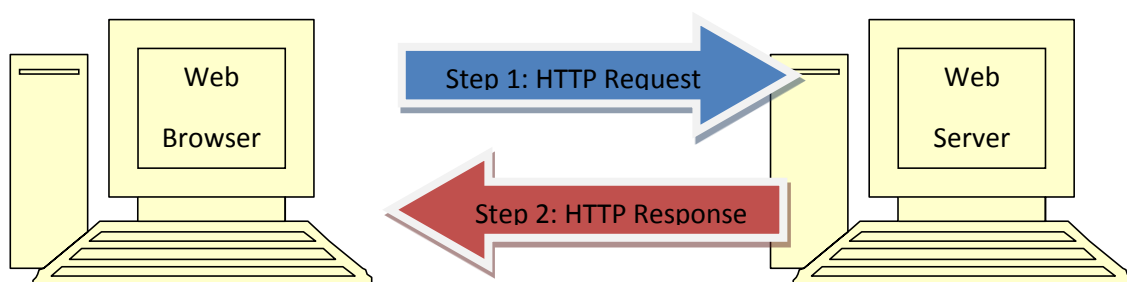 Web
Browser
Step 1: HTTP Request
Web
Server
Step 2: HTTP Response